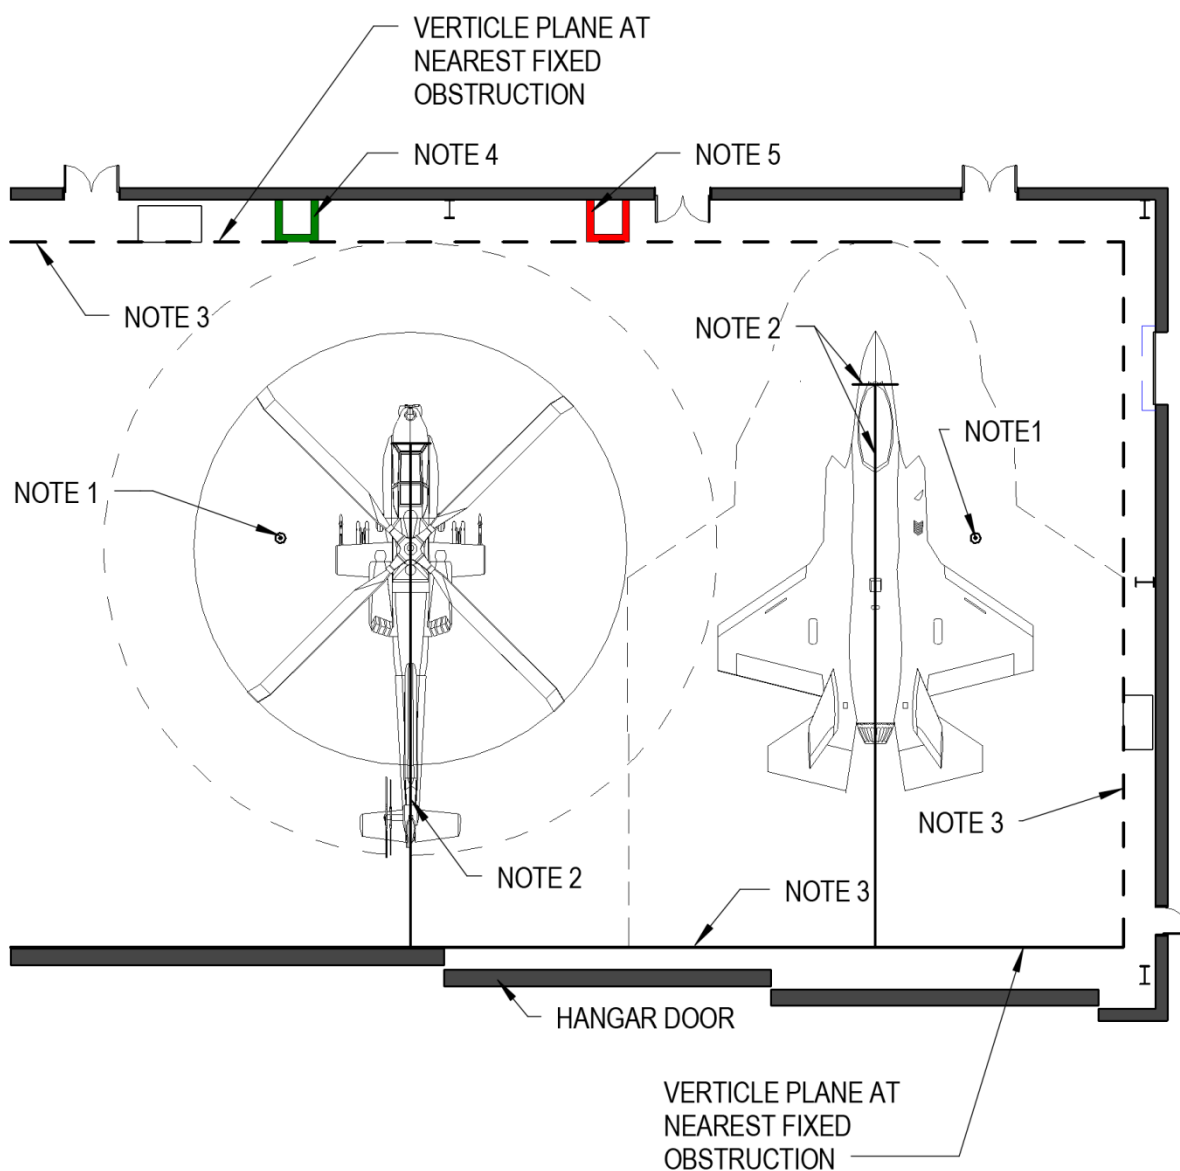 VERTICLE PLANE AT
NEAREST FIXED
OBSTRUCTION
NOTE 4
NOTE 5
NOTE 3
NOTE 2
NOTE1
NOTE 1
NOTE 3
NOTE 2
NOTE 3
HANGAR DOOR
VERTICLE PLANE AT
NEAREST FIXED
OBSTRUCTION